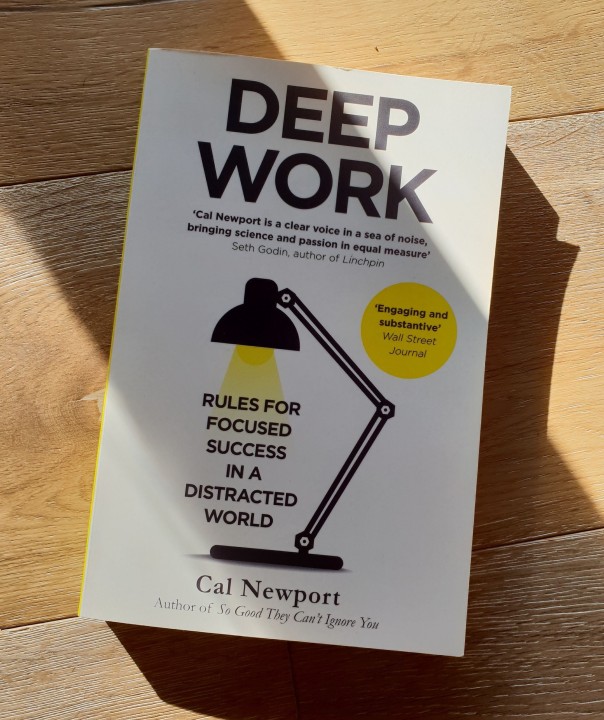 DEEP
WORK
‘Cal Newport is a clear voice in a sea of noise,
bringing science and passion in equal measure’
Seth Godin, author of Linchpin
‘Engaging and
substantive’
Wall Street
Journal
RULES FOR
FOCUSED
SUCCESS
IN A
DISTRACTED
WORLD
Cal Newport
Author of So Good They Can't Ignore You